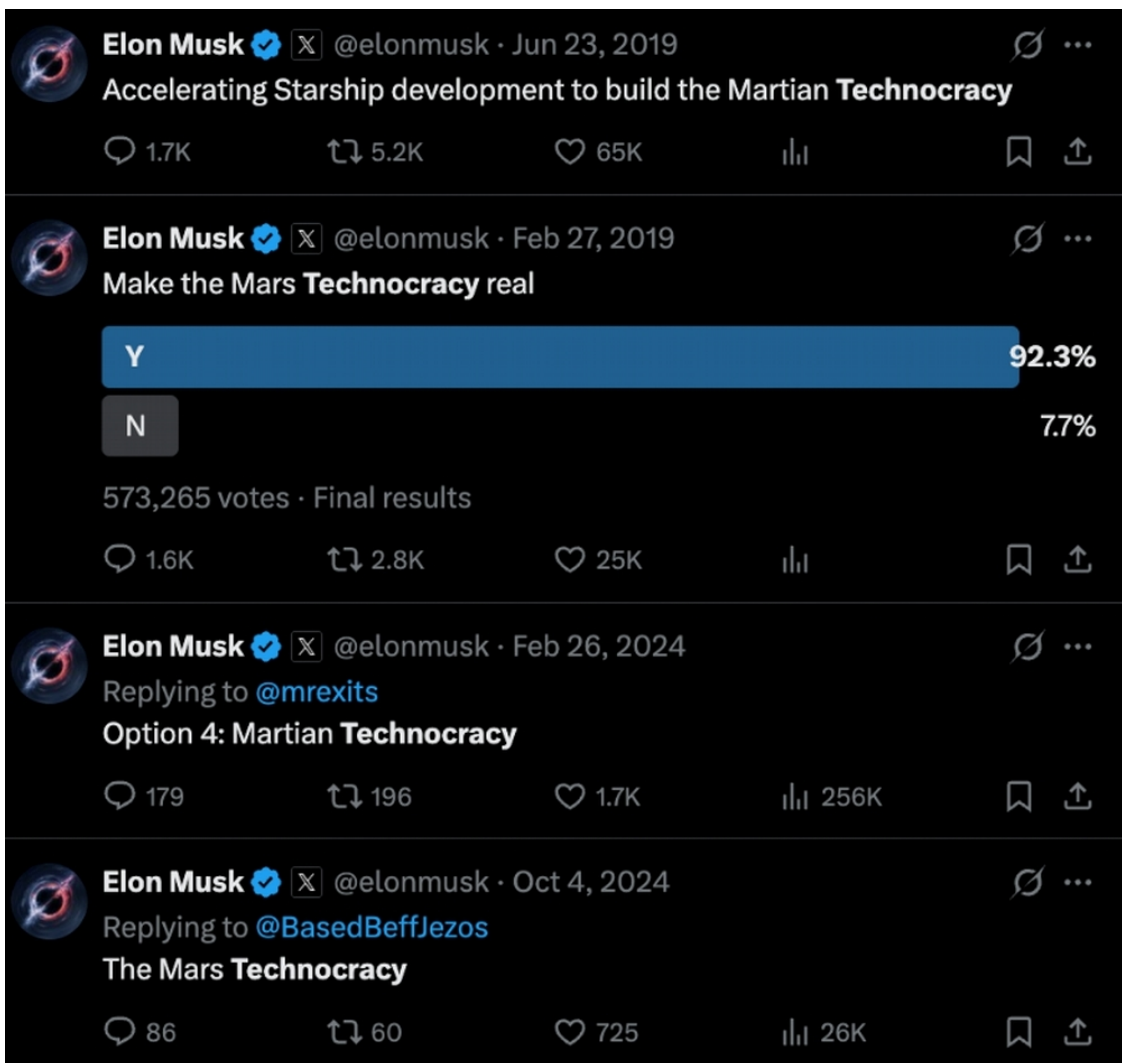 Elon Musk @elonmusk · Jun 23, 2019
Accelerating Starship development to build the Martian Technocracy
1.7K 5.2K 65K
Elon Musk @elonmusk · Feb 27, 2019
Make the Mars Technocracy real
Y 92.3%
N 7.7%
573,265 votes · Final results
1.6K 2.8K 25K
Elon Musk @elonmusk · Feb 26, 2024
Replying to @mrexits
Option 4: Martian Technocracy
179 196 1.7K 256K
Elon Musk @elonmusk · Oct 4, 2024
Replying to @BasedBeffJezos
The Mars Technocracy
86 60 725 26K